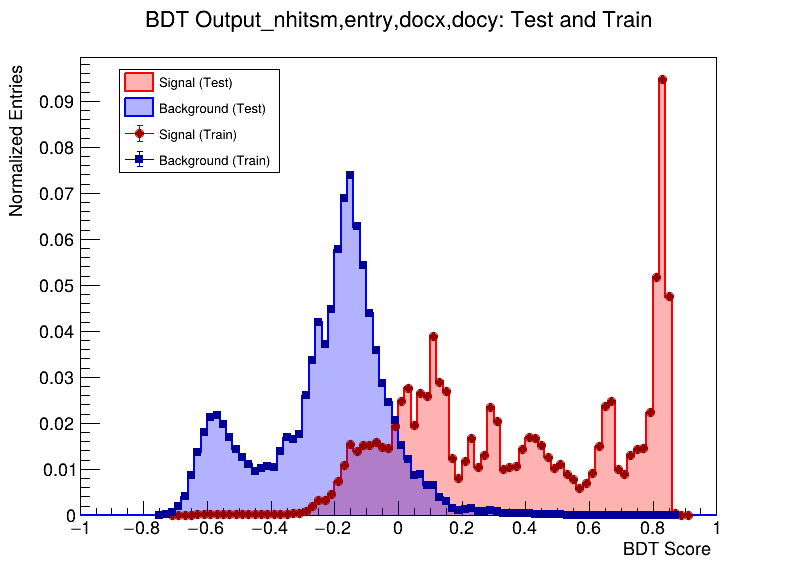 BDT Output_nhitsm,entry,docx,docy: Test and Train
Normalized Entries
Signal (Test)
Background (Test)
Signal (Train)
Background (Train)
0.09
0.08
0.07
0.06
0.05
0.04
0.03
0.02
0.01
0
−1 −0.8 −0.6 −0.4 −0.2 0 0.2 0.4 0.6 0.8 1
BDT Score